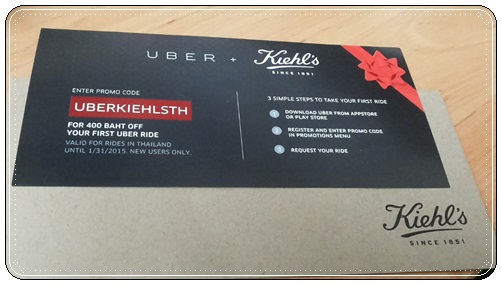 UBER + Kiehl's
SINCE 1851
ENTER PROMO CODE
UBERKIEHLSTH
FOR 400 BAHT OFF
YOUR FIRST UBER RIDE
VALID FOR RIDES IN THAILAND
UNTIL 1/31/2015. NEW USERS ONLY.
3 SIMPLE STEPS TO TAKE YOUR FIRST RIDE
1 DOWNLOAD UBER FROM APPSTORE
OR PLAY STORE
2 REGISTER AND ENTER PROMO CODE
IN PROMOTIONS MENU
3 REQUEST YOUR RIDE
Kiehl's
SINCE 1851